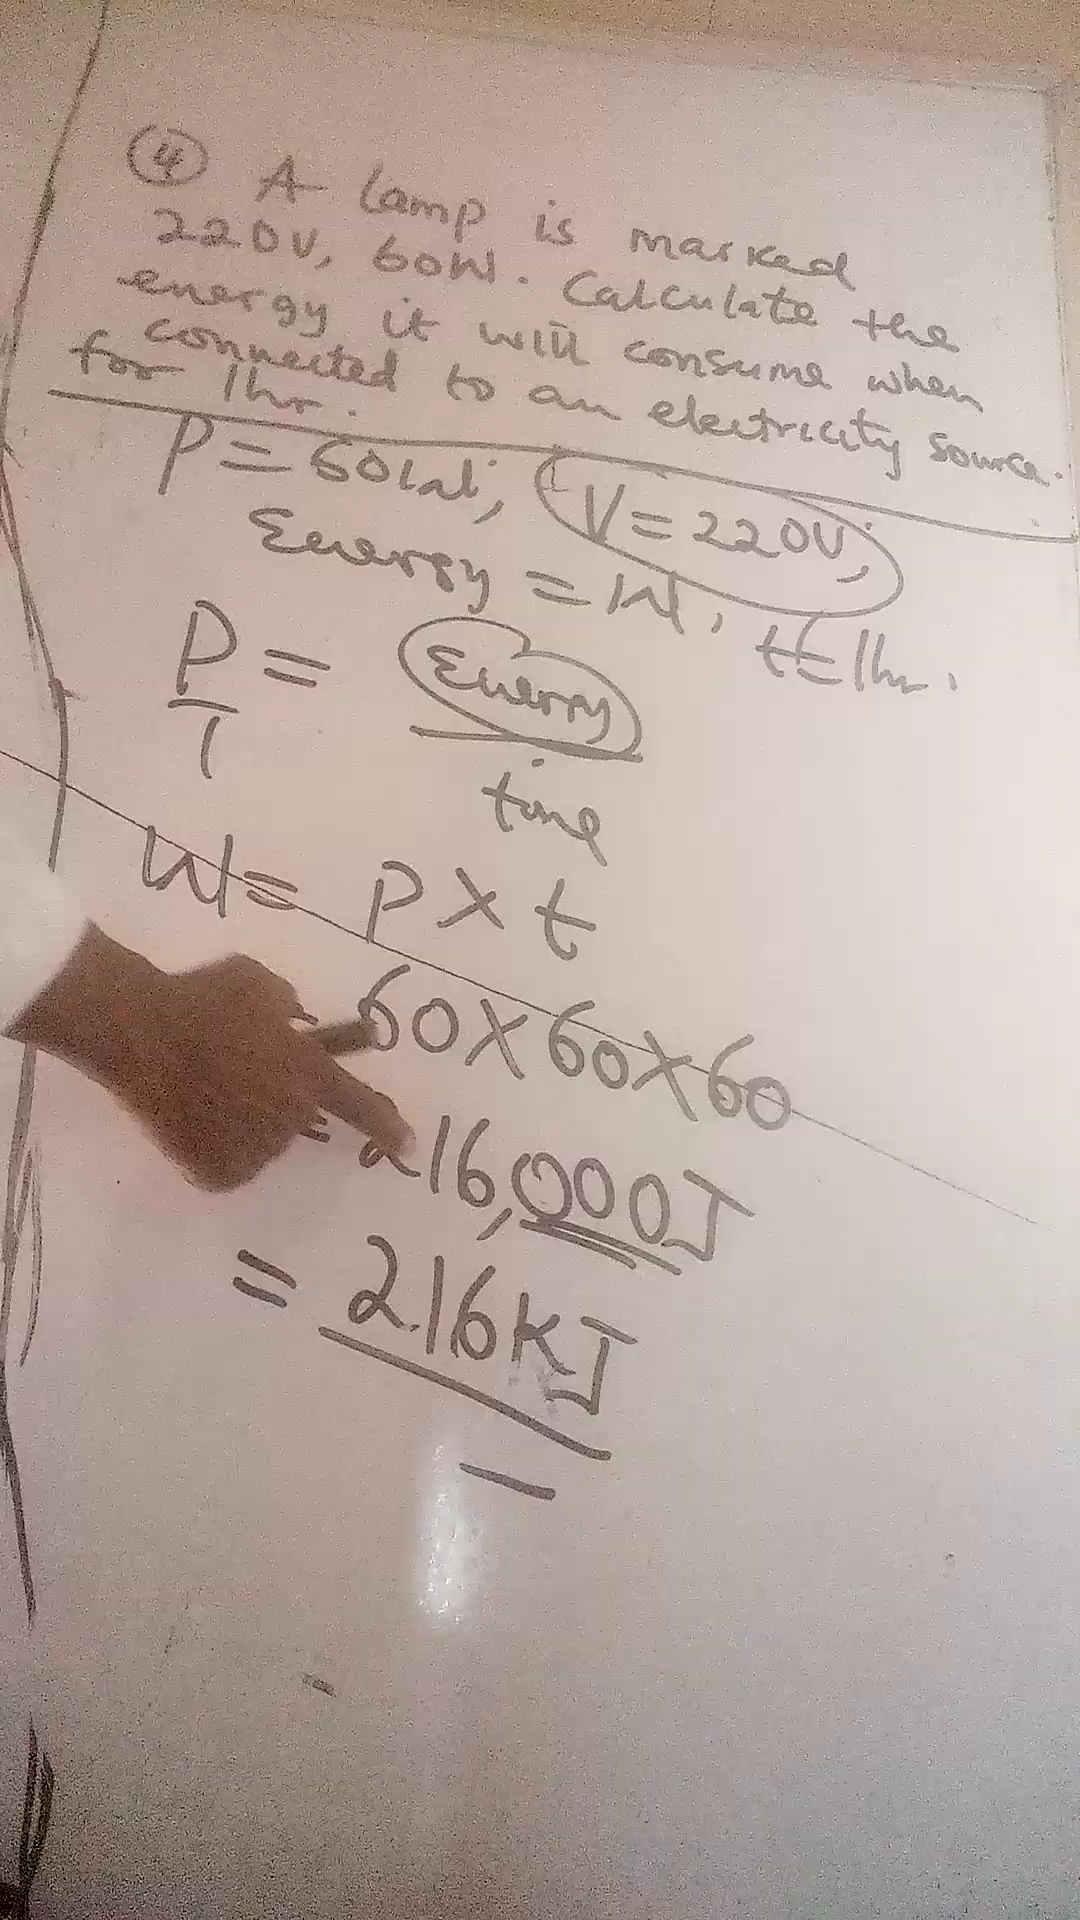 ④ A Lamp is marked
220V, 60W. Calculate the
energy it will consume when
connected to an electricity source.
for 1hr.
P = 60W, V = 220V,
Energy = W, t = 1hr.
P/1 = Energy/time
W = P × t
= 60 × 60 × 60
= 216,000J
= 216KJ